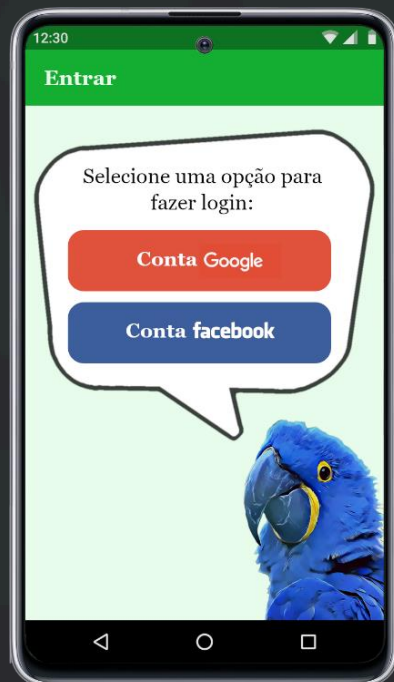 12:30
Entrar
Selecione uma opção para
fazer login:
Conta Google
Conta facebook